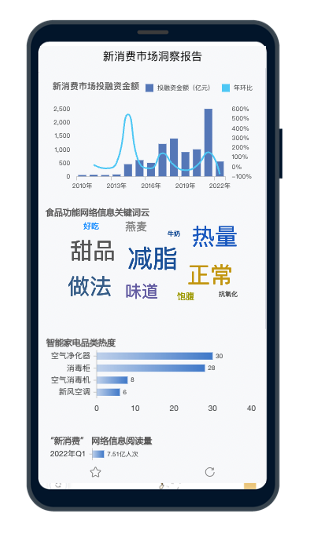 新消费市场洞察报告
新消费市场投融资金额 投融资金额（亿元） 年环比
2,500 600%
2,000 500%
400%
1,500 300%
1,000 200%
100%
500 0%
0 -100%
2010年 2013年 2016年 2019年 2022年
食品功能网络信息关键词云
好吃 燕麦 牛奶 热量
甜品 减脂 正常
做法 味道 饱腹 抗氧化
智能家电品类热度
空气净化器 30
消毒柜 28
空气消毒机 8
新风空调 6
0 10 20 30 40
“新消费” 网络信息阅读量
2022年Q1 7.51亿人次